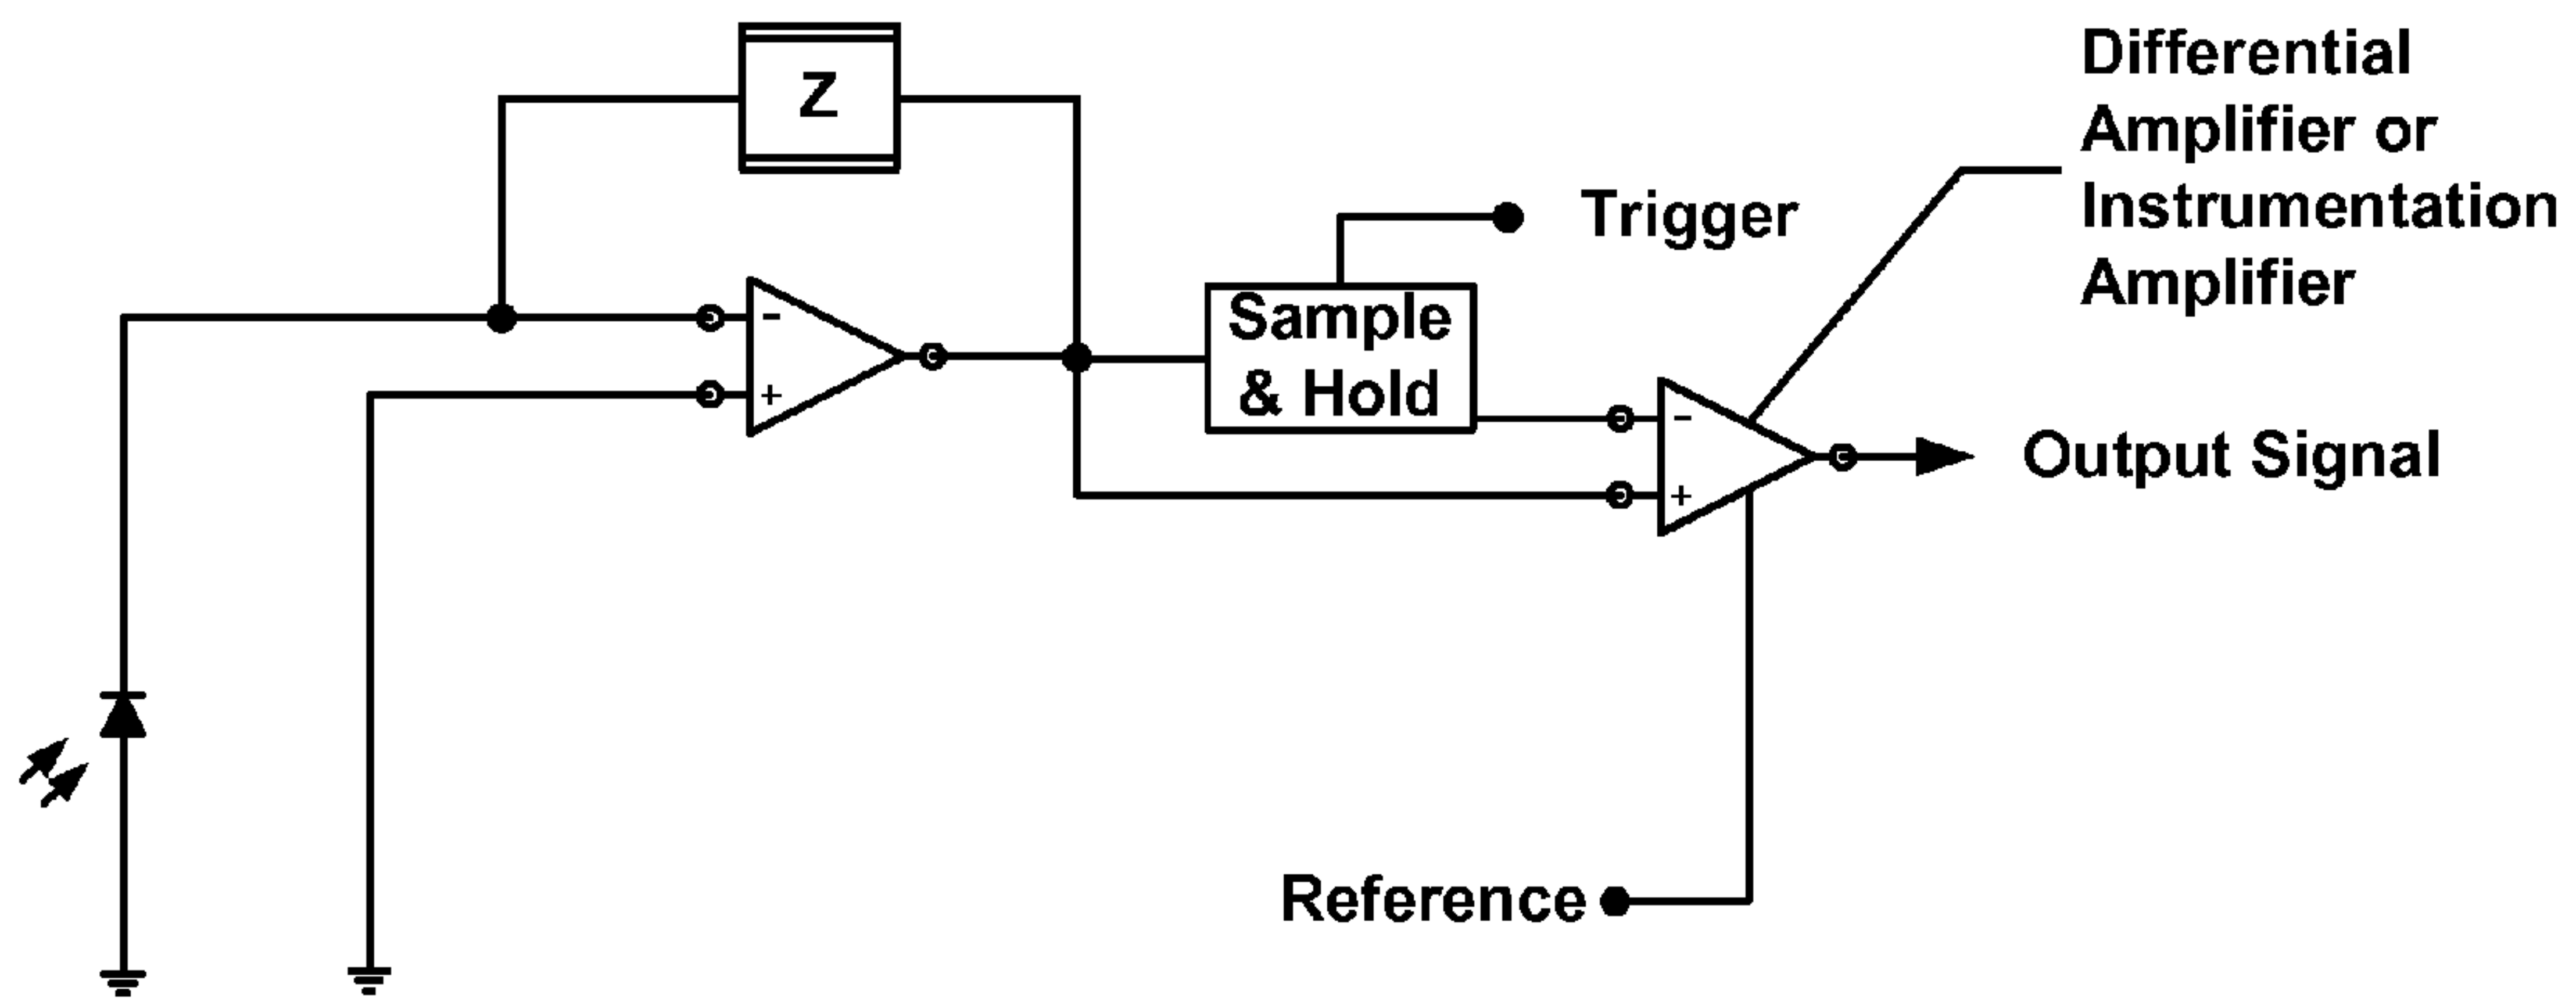 Z
Differential
Amplifier or
Instrumentation
Amplifier
Trigger
Sample
& Hold
-
+
-
+
Output Signal
Reference